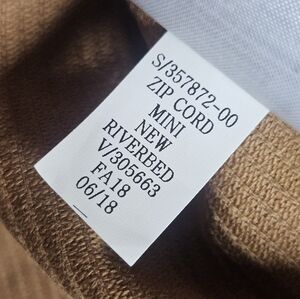 S/357872-00
ZIP CORD
MINI
NEW
RIVERBED
V/305663
FA18
06/18